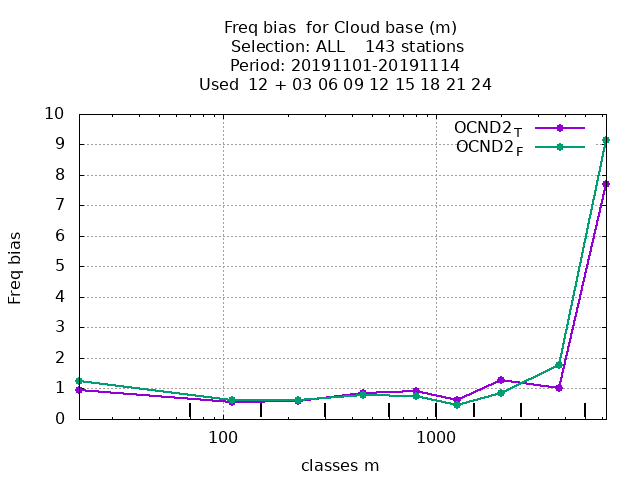 Freq bias  for Cloud base (m)
Selection: ALL    143 stations
Period: 20191101-20191114
Used  12 + 03 06 09 12 15 18 21 24
OCND2T
OCND2F
Freq bias
10
9
8
7
6
5
4
3
2
1
0
100
1000
classes m